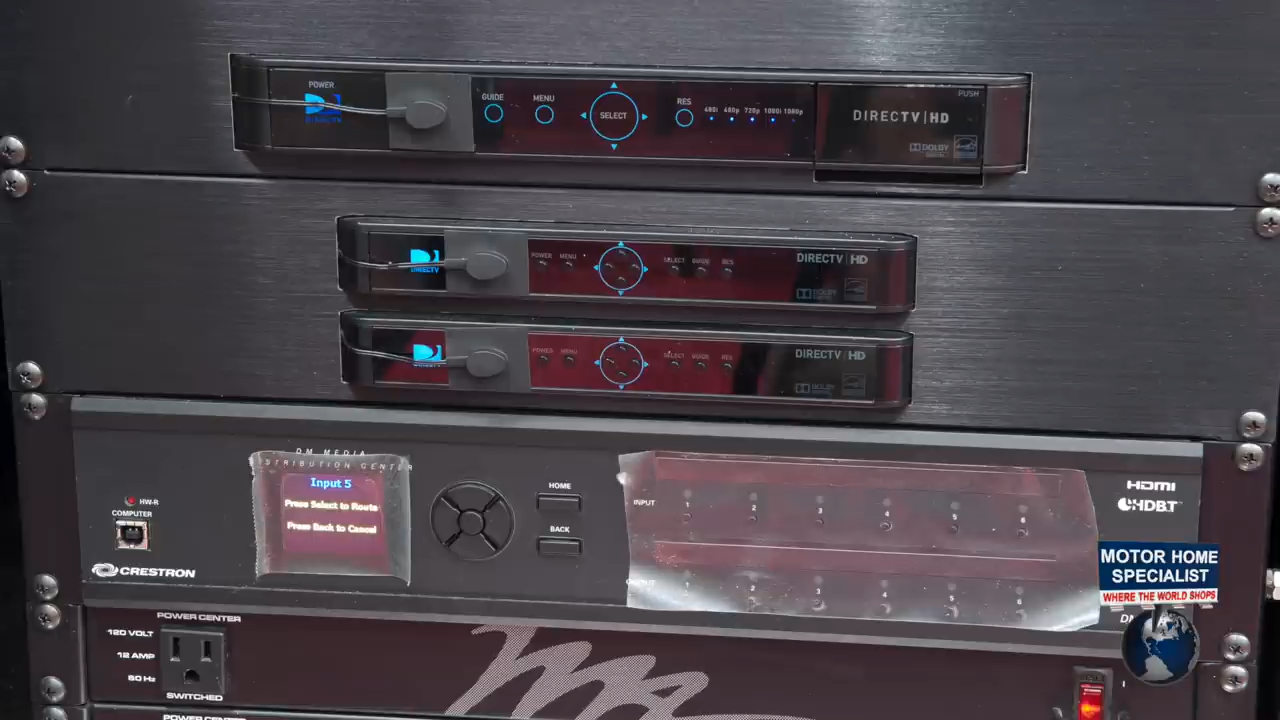 POWER
DIRECTV
GUIDE
MENU
SELECT
RES
480i 480p 720p 1080i 1080p
PUSH
DIRECTV | HD
DOLBY
DIRECTV
POWER MENU
SELECT GUIDE RES
DIRECTV | HD
DOLBY
POWER MENU
SELECT GUIDE RES
DIRECTV | HD
DOLBY
DM MEDIA
DISTRIBUTION CENTER
Input 5
Press Select to Route
Press Back to Cancel
HW-R
COMPUTER
CRESTRON
HOME
BACK
INPUT
1 2 3 4 5 6
OUTPUT
1 2 3 4 5 6
HDMI
HDBT
MOTOR HOME
SPECIALIST
WHERE THE WORLD SHOPS
POWER CENTER
120 VOLT
12 AMP
60 Hz
SWITCHED
POWER CENTER